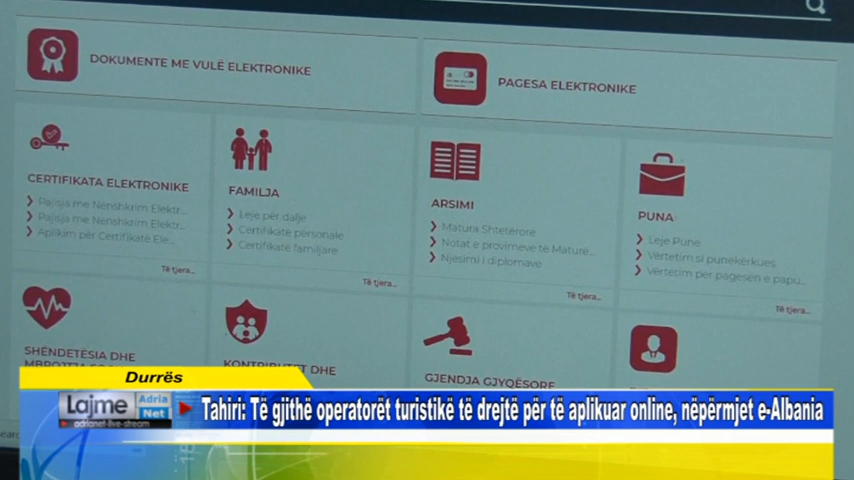 DOKUMENTE ME VULË ELEKTRONIKE
PAGESA ELEKTRONIKE
CERTIFIKATA ELEKTRONIKE
Pajisja me Nënshkrim Elektr...
Pajisja me Nënshkrim Elektr...
Aplikim për Certifikatë Ele...
Të tjera...
FAMILJA
Leje për dalje
Certifikatë personale
Certifikatë familjare
Të tjera...
ARSIMI
Matura Shtetërore
Notat e provimeve të Maturë...
Njësimi i diplomave
Të tjera...
PUNA
Leje Pune
Vërtetim si punëkërkues
Vërtetim për pagesën e papu...
Të tjera...
SHËNDETËSIA DHE
MBROJTJA
KONTRIBUTET DHE
GJENDJA GJYQËSORE
Durrës
Lajme
Adria
Net
adrianet-live-stream
Tahiri: Të gjithë operatorët turistikë të drejtë për të aplikuar online, nëpërmjet e-Albania